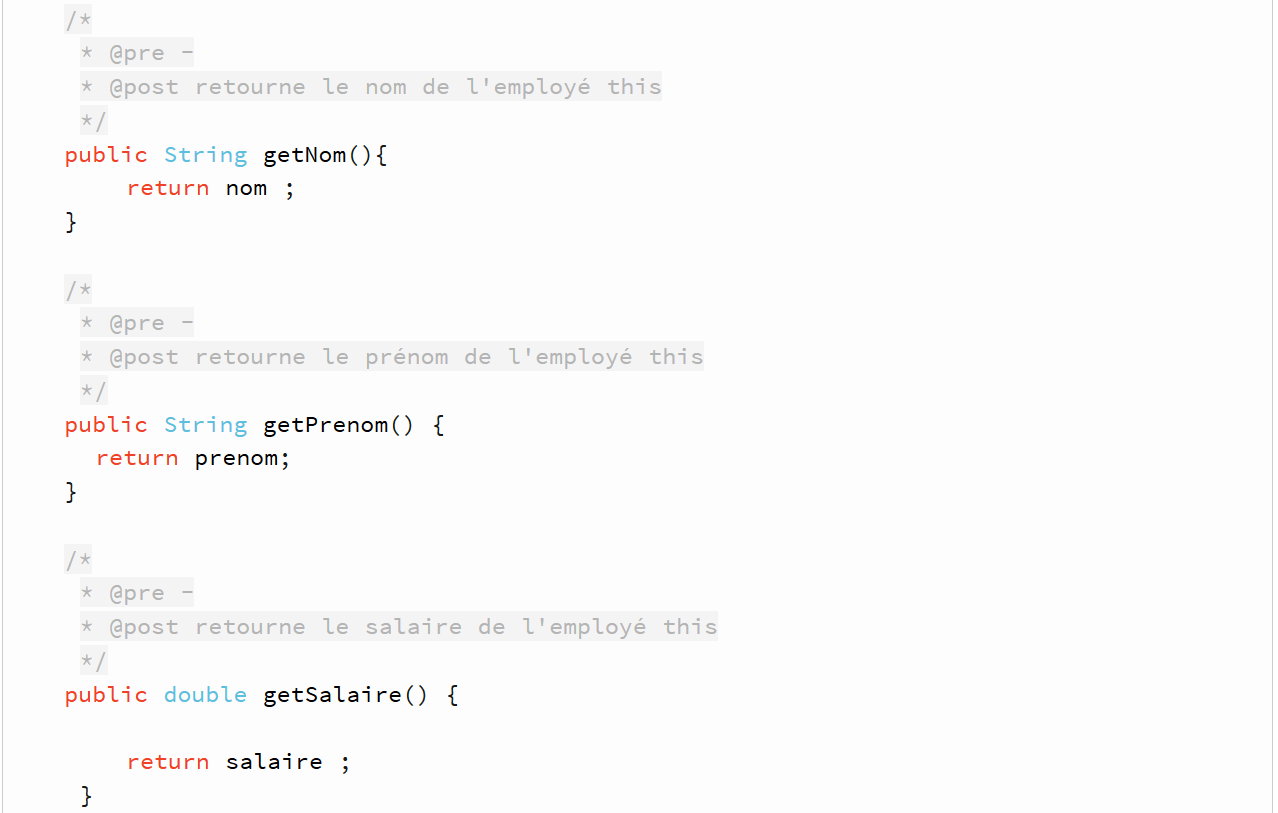 /*
* @pre -
* @post retourne le nom de l'employé this
*/
public String getNom(){
return nom ;
}
/*
* @pre -
* @post retourne le prénom de l'employé this
*/
public String getPrenom() {
return prenom;
}
/*
* @pre -
* @post retourne le salaire de l'employé this
*/
public double getSalaire() {
return salaire ;
}